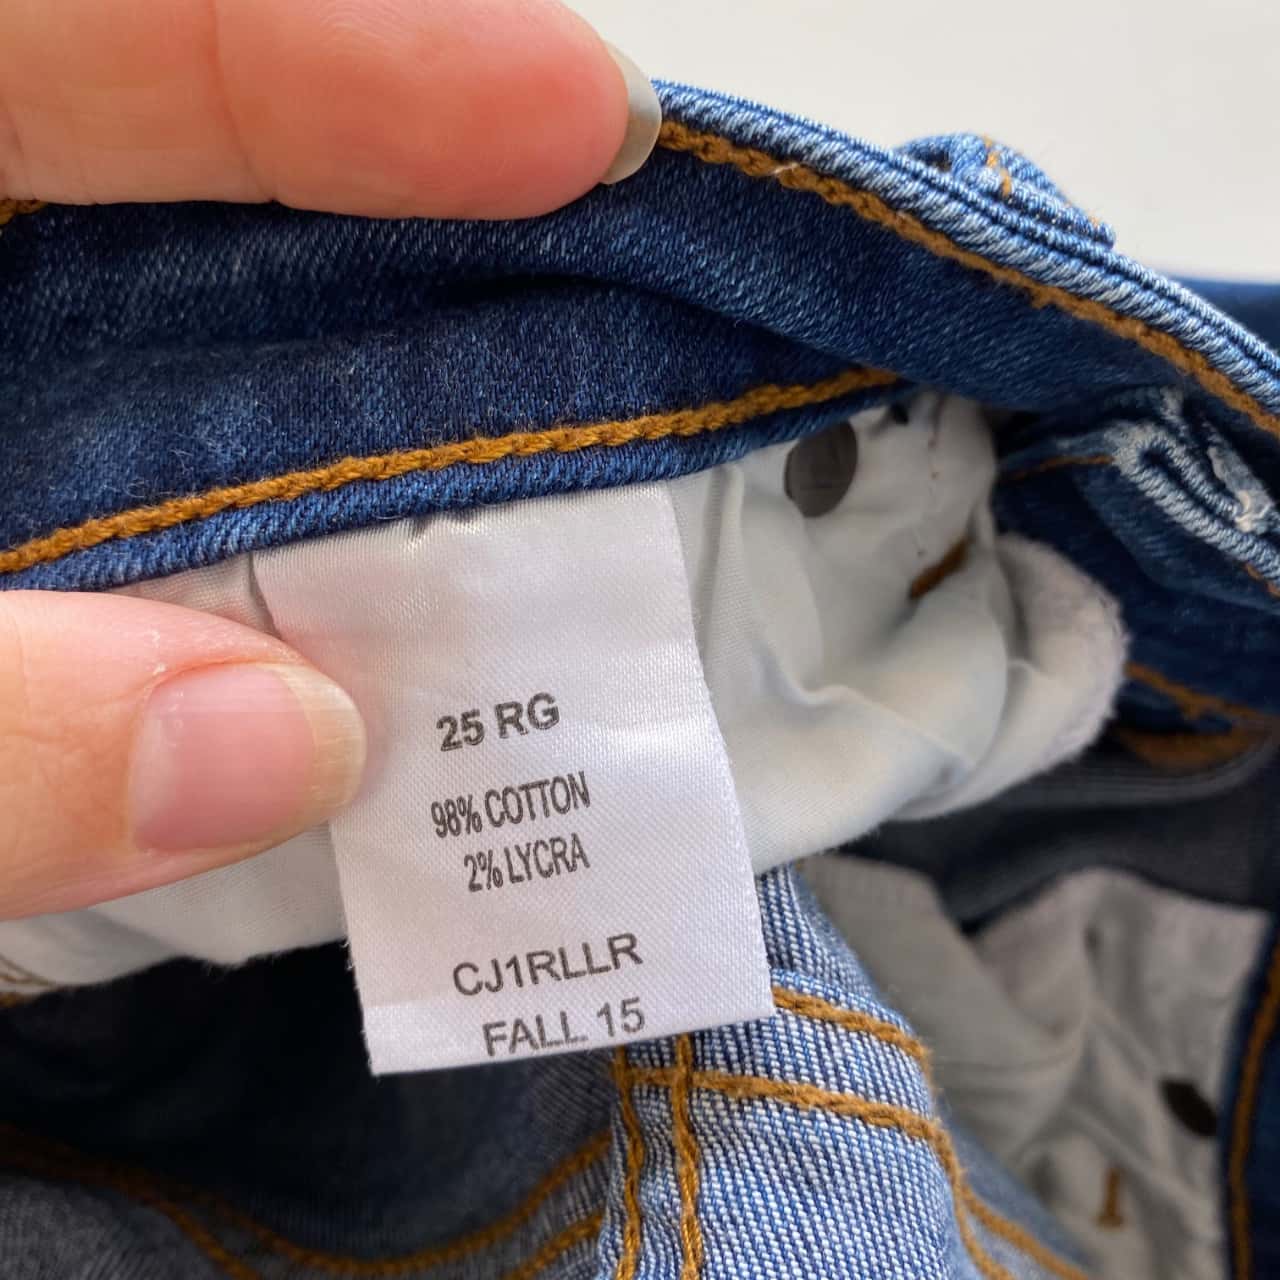 25 RG
98% COTTON
2% LYCRA
CJ1RLLR
FALL 15